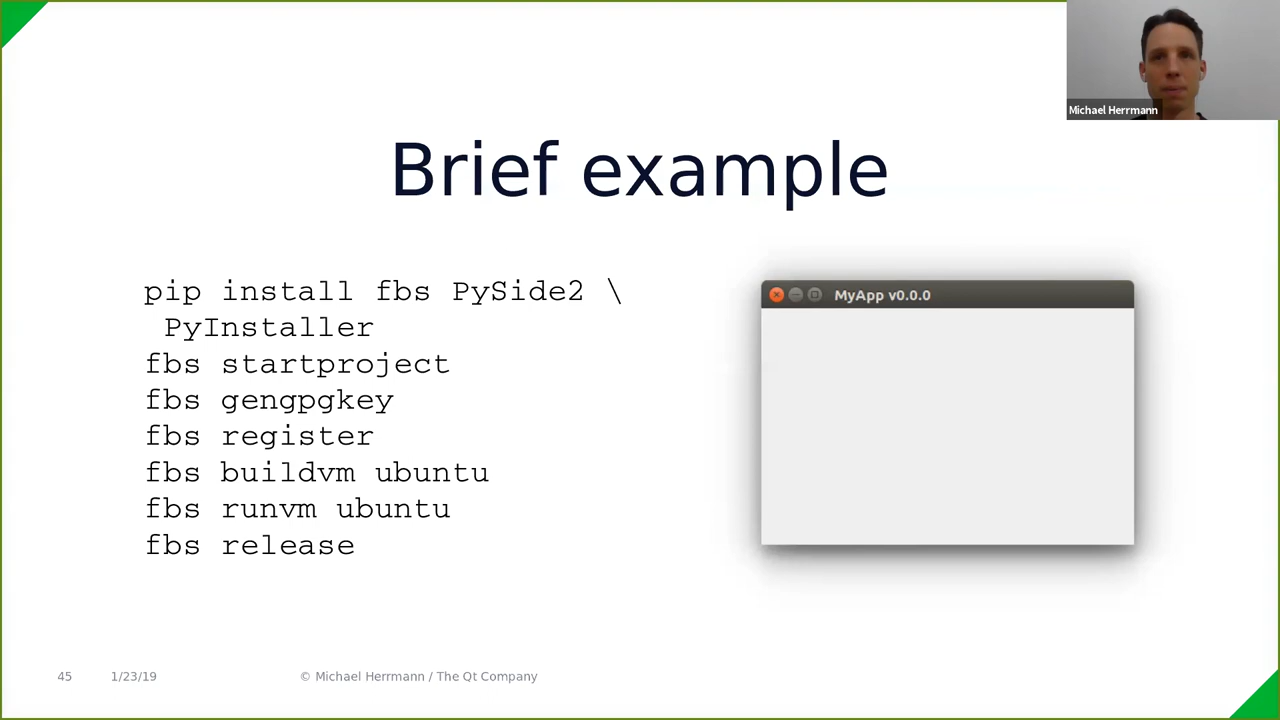 Michael Herrmann
Brief example
pip install fbs PySide2 \
PyInstaller
fbs startproject
fbs gengpgkey
fbs register
fbs buildvm ubuntu
fbs runvm ubuntu
fbs release
MyApp v0.0.0
45 1/23/19 © Michael Herrmann / The Qt Company